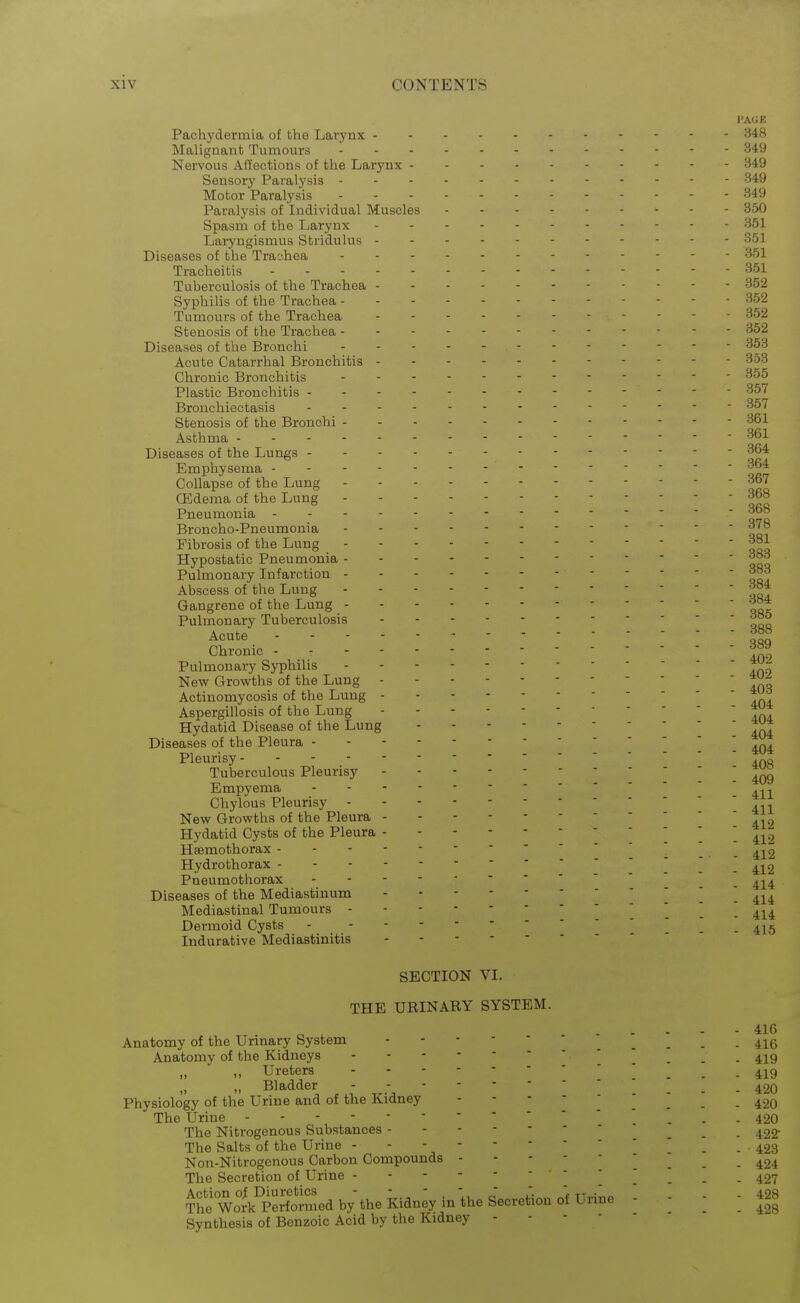 xiv CONTENTS
PAGE
Pachydermia of the Larynx - 348
Malignant Tumours - 349
Nervous Affections of the Larynx - 349
Sensory Paralysis - 349
Motor Paralysis - 349
Paralysis of Individual Muscles - 350
Spasm of the Larynx - 351
Laryngismus Stridulus - 351
Diseases of the Trachea - 351
Tracheitis - 351
Tuberculosis of the Trachea - 352
Syphilis of the Trachea - 352
Tumours of the Trachea - 352
Stenosis of the Trachea - 352
Diseases of the Bronchi - 353
Acute Catarrhal Bronchitis - 353
Chronic Bronchitis - 355
Plastic Bronchitis - 357
Bronchiectasis - 357
Stenosis of the Bronchi - 361
Asthma - 361
Diseases of the Lungs - 364
Emphysema - 364
Collapse of the Lung - 367
Œdema of the Lung - 368
Pneumonia - 368
Broncho-Pneumonia - 378
Fibrosis of the Lung - 381
Hypostatic Pneumonia - 383
Pulmonary Infarction - 383
Abscess of the Lung - 384
Gangrene of the Lung - 384
Pulmonary Tuberculosis - 385
Acute - 388
Chronic - 389
Pulmonary Syphilis - 402
New Growths of the Lung - 402
Actinomycosis of the Lung - 403
Aspergillosis of the Lung - 404
Hydatid Disease of the Lung - 404
Diseases of the Pleura - 404
Pleurisy - 404
Tuberculous Pleurisy - 408
Empyema - 409
Chylous Pleurisy - 411
New Growths of the Pleura - 411
Hydatid Cysts of the Pleura - 412
Hæmothorax - 412
Hydrothorax - 412
Pneumothorax - 412
Diseases of the Mediastinum - 414
Mediastinal Tumours - 414
Dermoid Cysts - 414
Indurative Mediastinitis - 415
SECTION VI.
THE URINARY SYSTEM.
Anatomy of the Urinary System - 416
Anatomy of the Kidneys - 416
„ „ Ureters - 419
„ „ Bladder - 419
Physiology of the Urine and of the Kidney - 420
The Urine - 420
The Nitrogenous Substances - 420
The Salts of the Urine - 422
Non-Nitrogenous Carbon Compounds - 423
The Secretion of Urine - 424
Action of Diuretics - 427
The Work Performed by the Kidney in the Secretion of Urine - 428
Synthesis of Benzoic Acid by the Kidney - 428